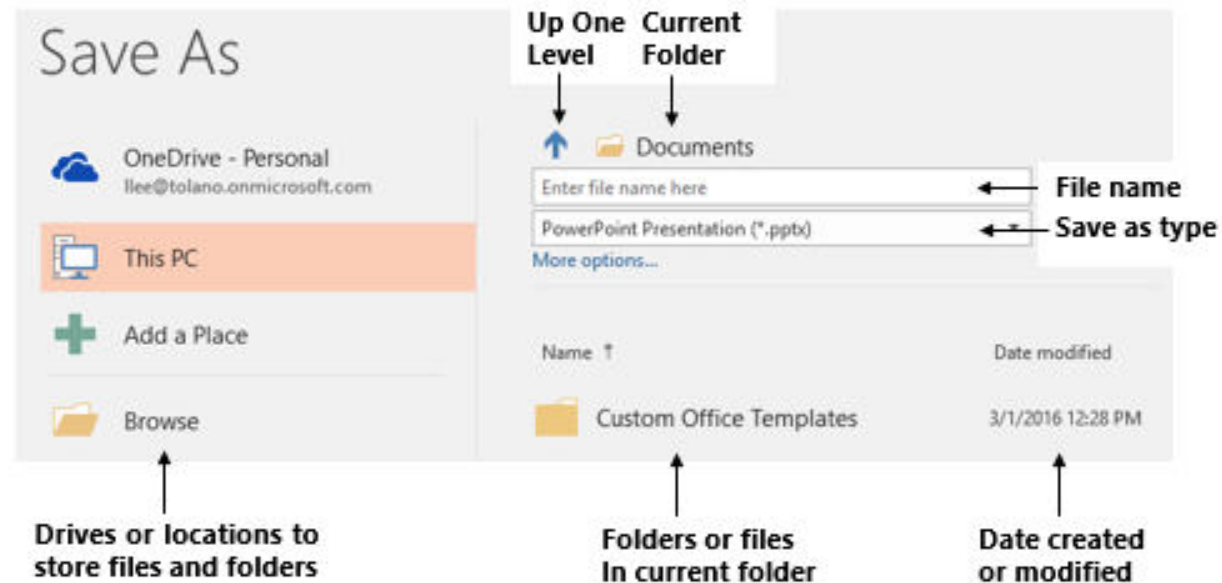 Save As
Up One Level
Current Folder
OneDrive - Personal
llee@tolano.onmicrosoft.com
This PC
Add a Place
Browse
Documents
Enter file name here
File name
PowerPoint Presentation (*.pptx)
Save as type
More options...
Name ↑
Date modified
Custom Office Templates
3/1/2016 12:28 PM
Drives or locations to
store files and folders
Folders or files
In current folder
Date created
or modified